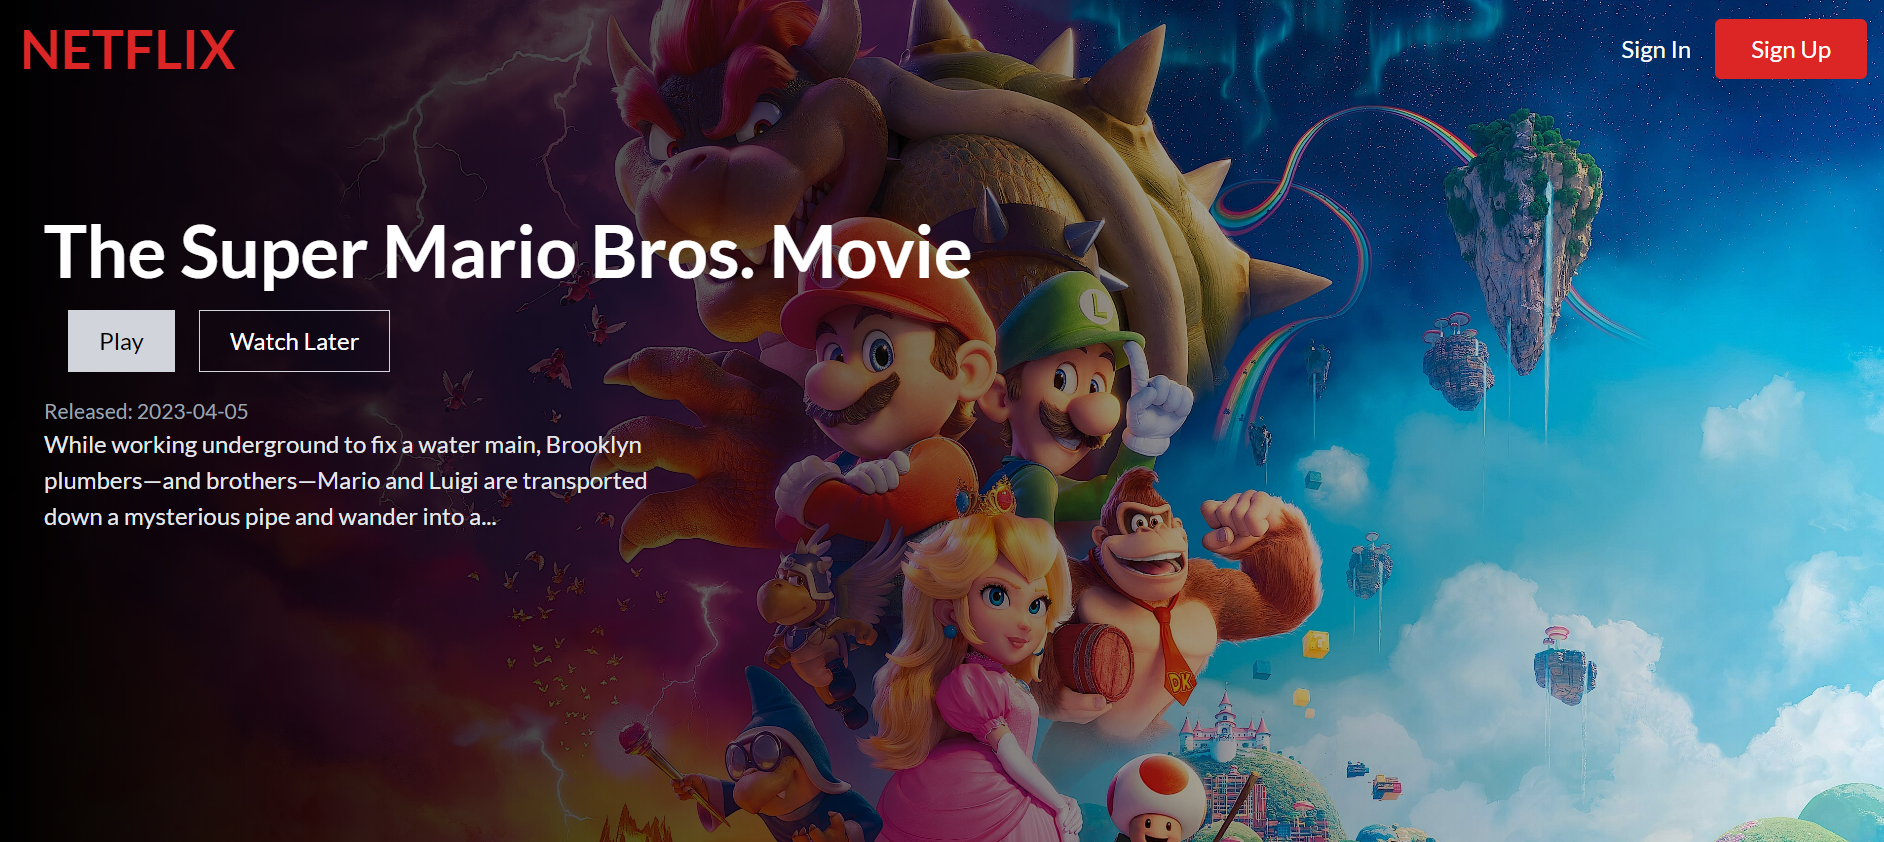 NETFLIX
Sign In
Sign Up
The Super Mario Bros. Movie
Play
Watch Later
Released: 2023-04-05
While working underground to fix a water main, Brooklyn
plumbers—and brothers—Mario and Luigi are transported
down a mysterious pipe and wander into a...
L
DK